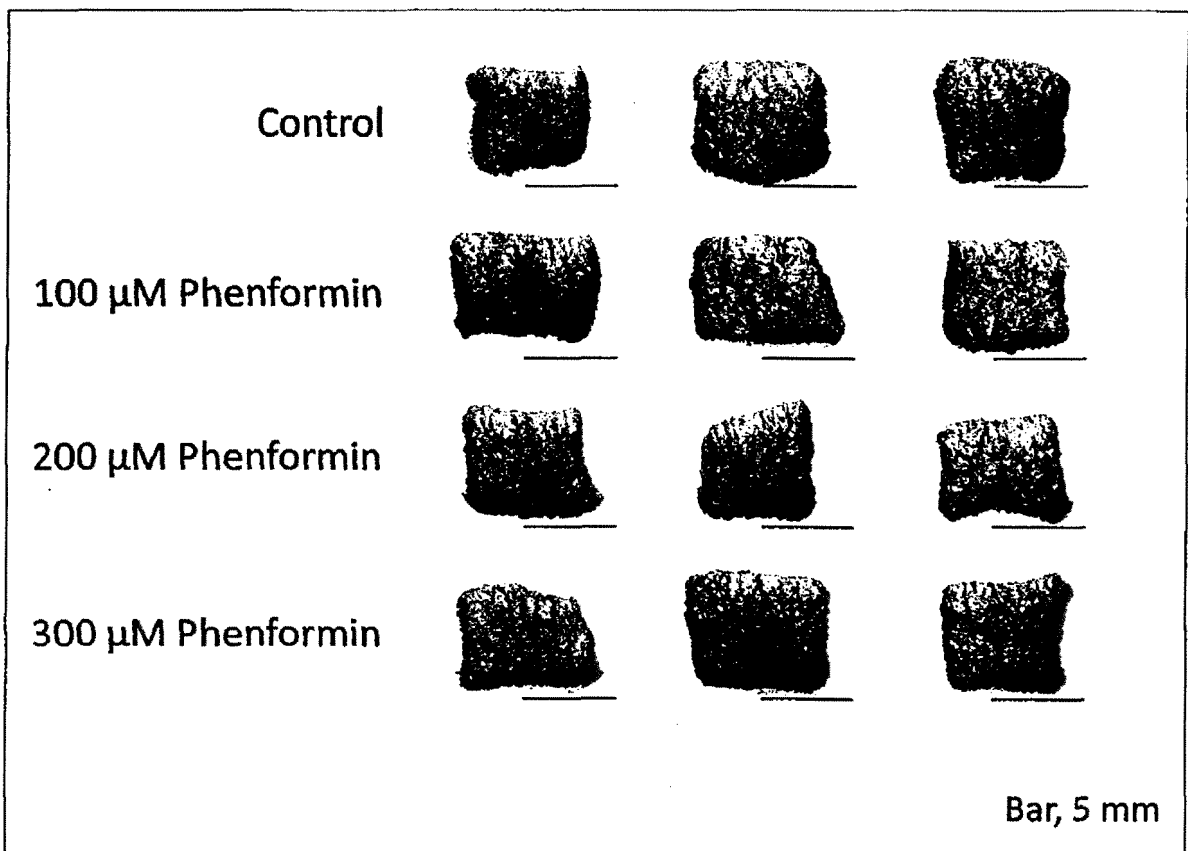 Control
100 μM Phenformin
200 μM Phenformin
300 μM Phenformin
Bar, 5 mm